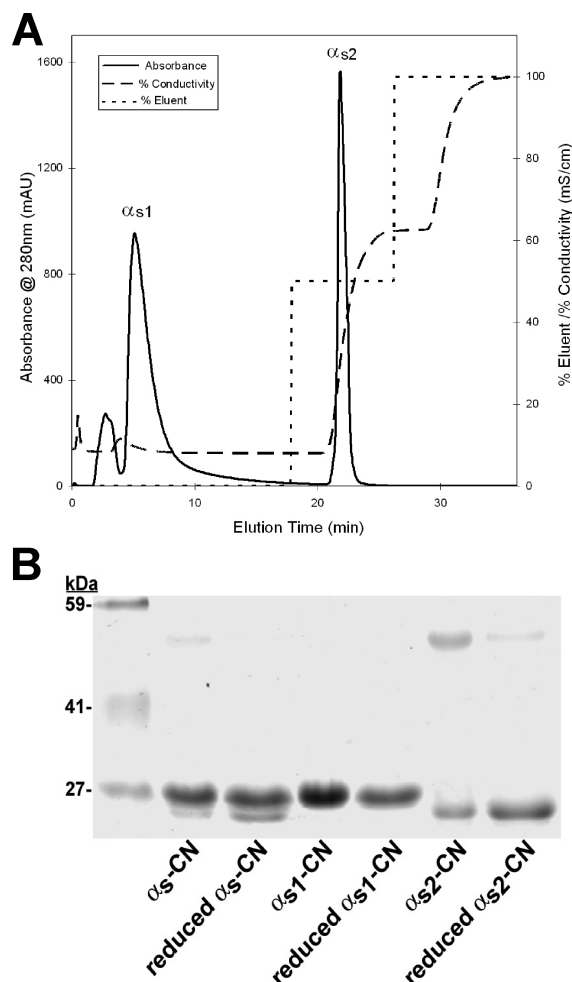 A
αs1
αs2
Absorbance
% Conductivity
% Eluent
1600
1200
800
400
0
100
80
60
40
20
0
0
10
20
30
Absorbance @ 280nm (mAU)
% Eluent /% Conductivity (mS/cm)
Elution Time (min)
B
kDa
59-
41-
27-
αs-CN
reduced αs-CN
αs1-CN
reduced αs1-CN
αs2-CN
reduced αs2-CN